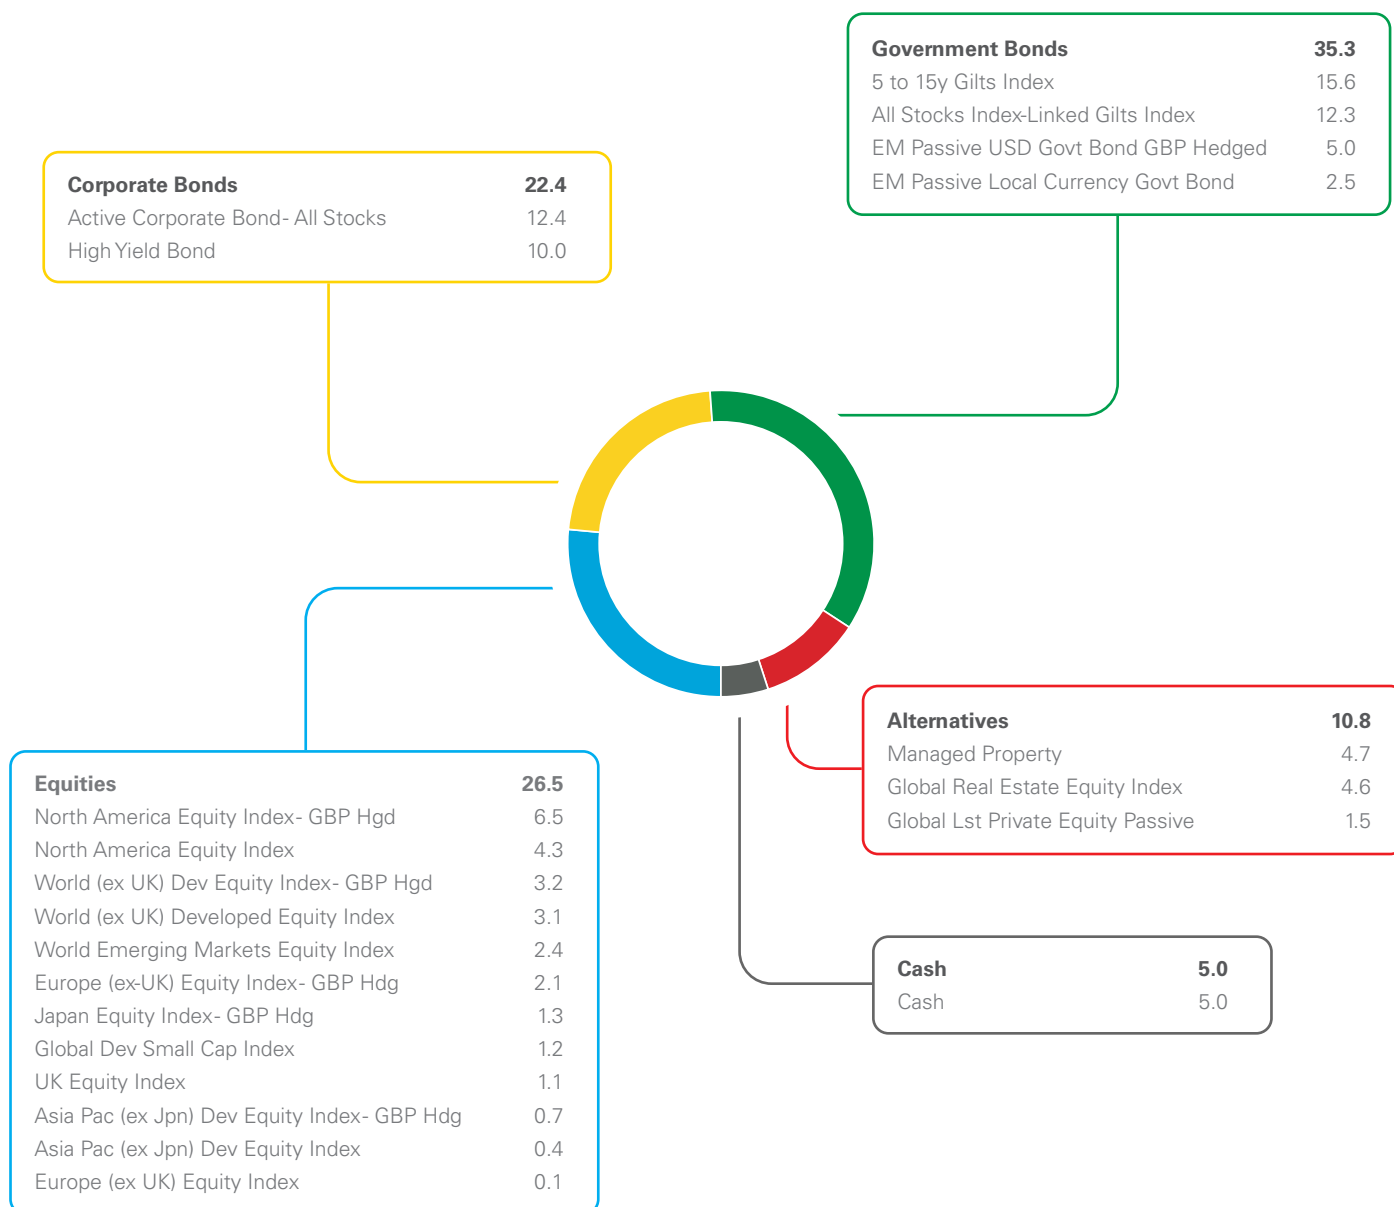 Government Bonds 35.3
5 to 15y Gilts Index 15.6
All Stocks Index-Linked Gilts Index 12.3
EM Passive USD Govt Bond GBP Hedged 5.0
EM Passive Local Currency Govt Bond 2.5
Corporate Bonds 22.4
Active Corporate Bond- All Stocks 12.4
High Yield Bond 10.0
Alternatives 10.8
Managed Property 4.7
Global Real Estate Equity Index 4.6
Global Lst Private Equity Passive 1.5
Equities 26.5
North America Equity Index- GBP Hgd 6.5
North America Equity Index 4.3
World (ex UK) Dev Equity Index- GBP Hgd 3.2
World (ex UK) Developed Equity Index 3.1
World Emerging Markets Equity Index 2.4
Europe (ex-UK) Equity Index- GBP Hdg 2.1
Japan Equity Index- GBP Hdg 1.3
Global Dev Small Cap Index 1.2
UK Equity Index 1.1
Asia Pac (ex Jpn) Dev Equity Index- GBP Hdg 0.7
Asia Pac (ex Jpn) Dev Equity Index 0.4
Europe (ex UK) Equity Index 0.1
Cash 5.0
Cash 5.0